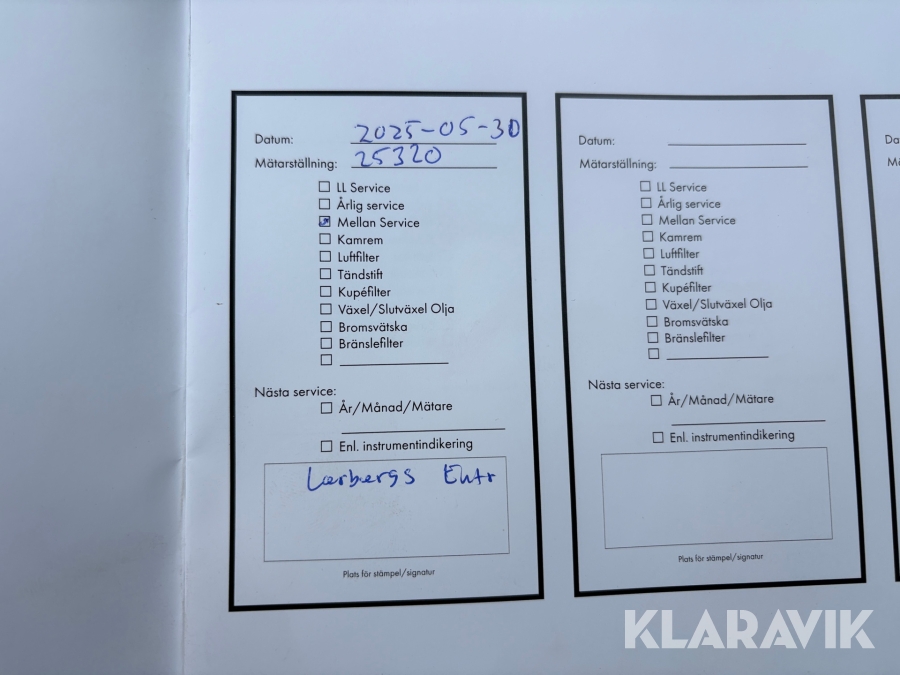 Datum: 2025-05-30
Mätarställning: 25320
LL Service
Årlig service
Mellan Service
Kamrem
Luftfilter
Tändstift
Kupéfilter
Växel/Slutväxel Olja
Bromsvätska
Bränslefilter
Nästa service:
År/Månad/Mätare
Enl. instrumentindikering
Lerbergs Entr
Plats för stämpel/signatur
Datum:
Mätarställning:
LL Service
Årlig service
Mellan Service
Kamrem
Luftfilter
Tändstift
Kupéfilter
Växel/Slutväxel Olja
Bromsvätska
Bränslefilter
Nästa service:
År/Månad/Mätare
Enl. instrumentindikering
Plats för stämpel/signatur
Da
Mä
KLARAVIK